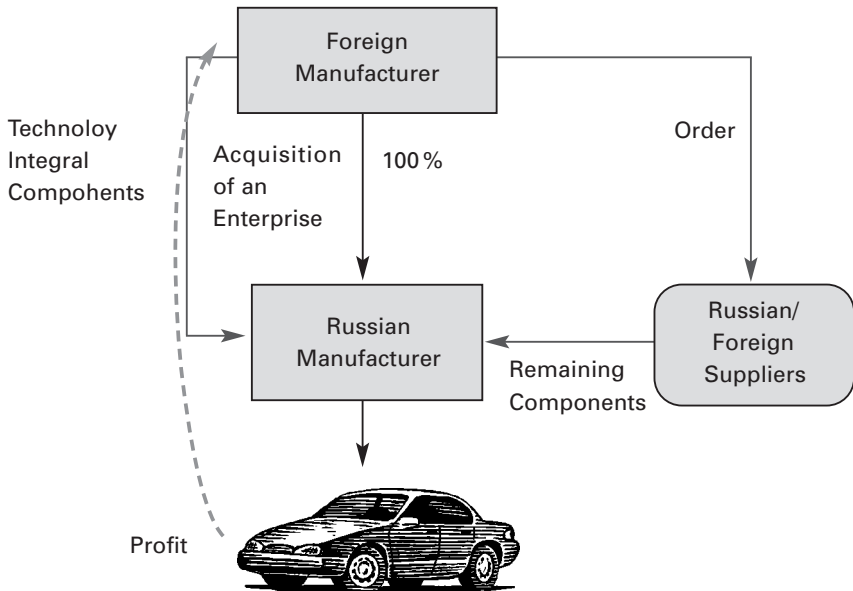 Foreign
Manufacturer
Technoloy
Integral
Compohents
Acquisition
of an
Enterprise
100 %
Order
Russian
Manufacturer
Russian/
Foreign
Suppliers
Remaining
Components
Profit